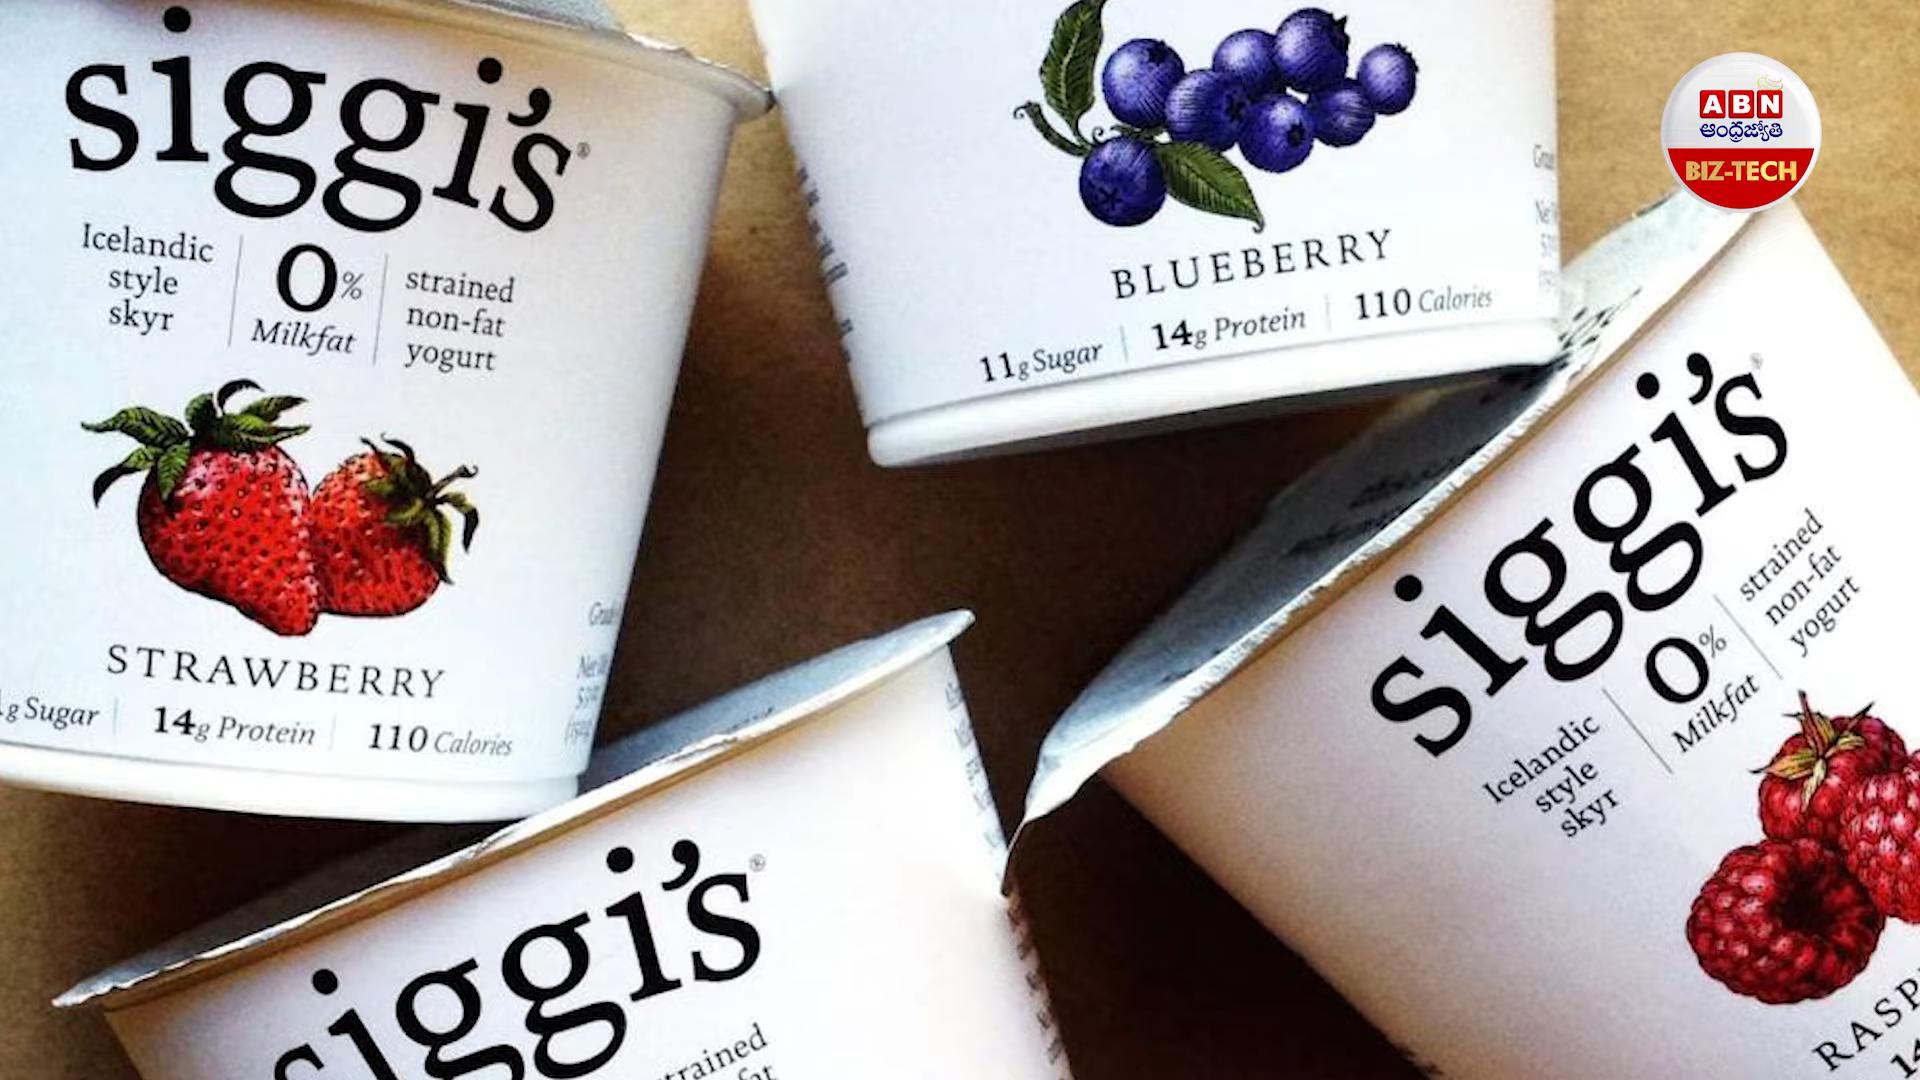 siggi's®
Icelandic
style
skyr
0%
Milkfat
strained
non-fat
yogurt
STRAWBERRY
g Sugar
14g Protein
110 Calories
BLUEBERRY
11g Sugar
14g Protein
110 Calories
ABN
ఆంధ్రజ్యోతి
BIZ-TECH
siggi's®
Icelandic
style
skyr
0%
Milkfat
strained
non-fat
yogurt
siggi's®